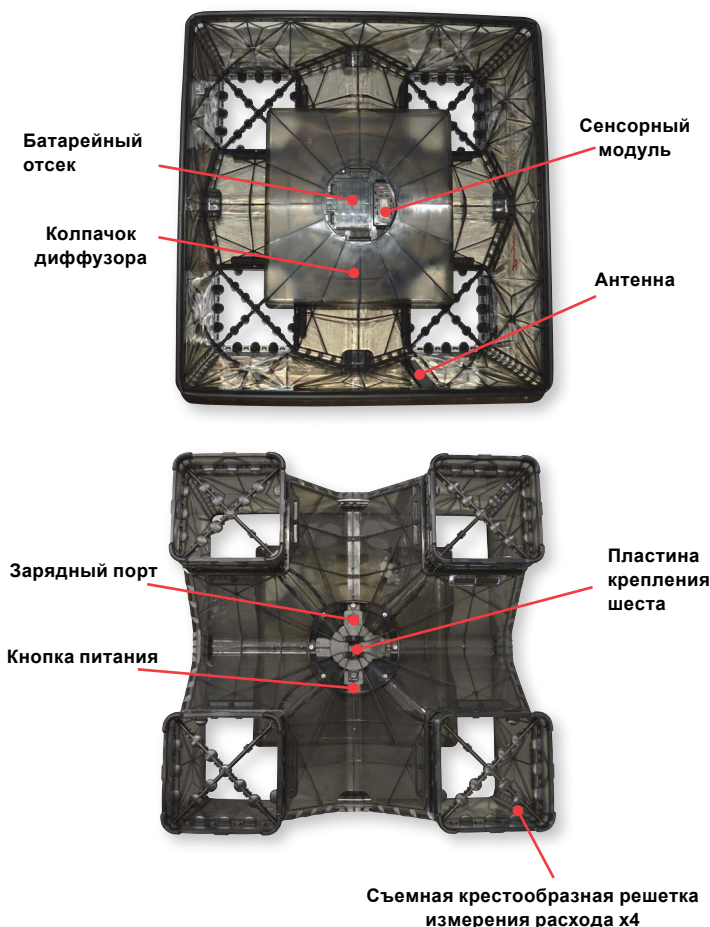 Батарейный
отсек
Сенсорный
модуль
Колпачок
диффузора
Антенна
Зарядный порт
Пластина
крепления
шеста
Кнопка питания
Съемная крестообразная решетка
измерения расхода x4